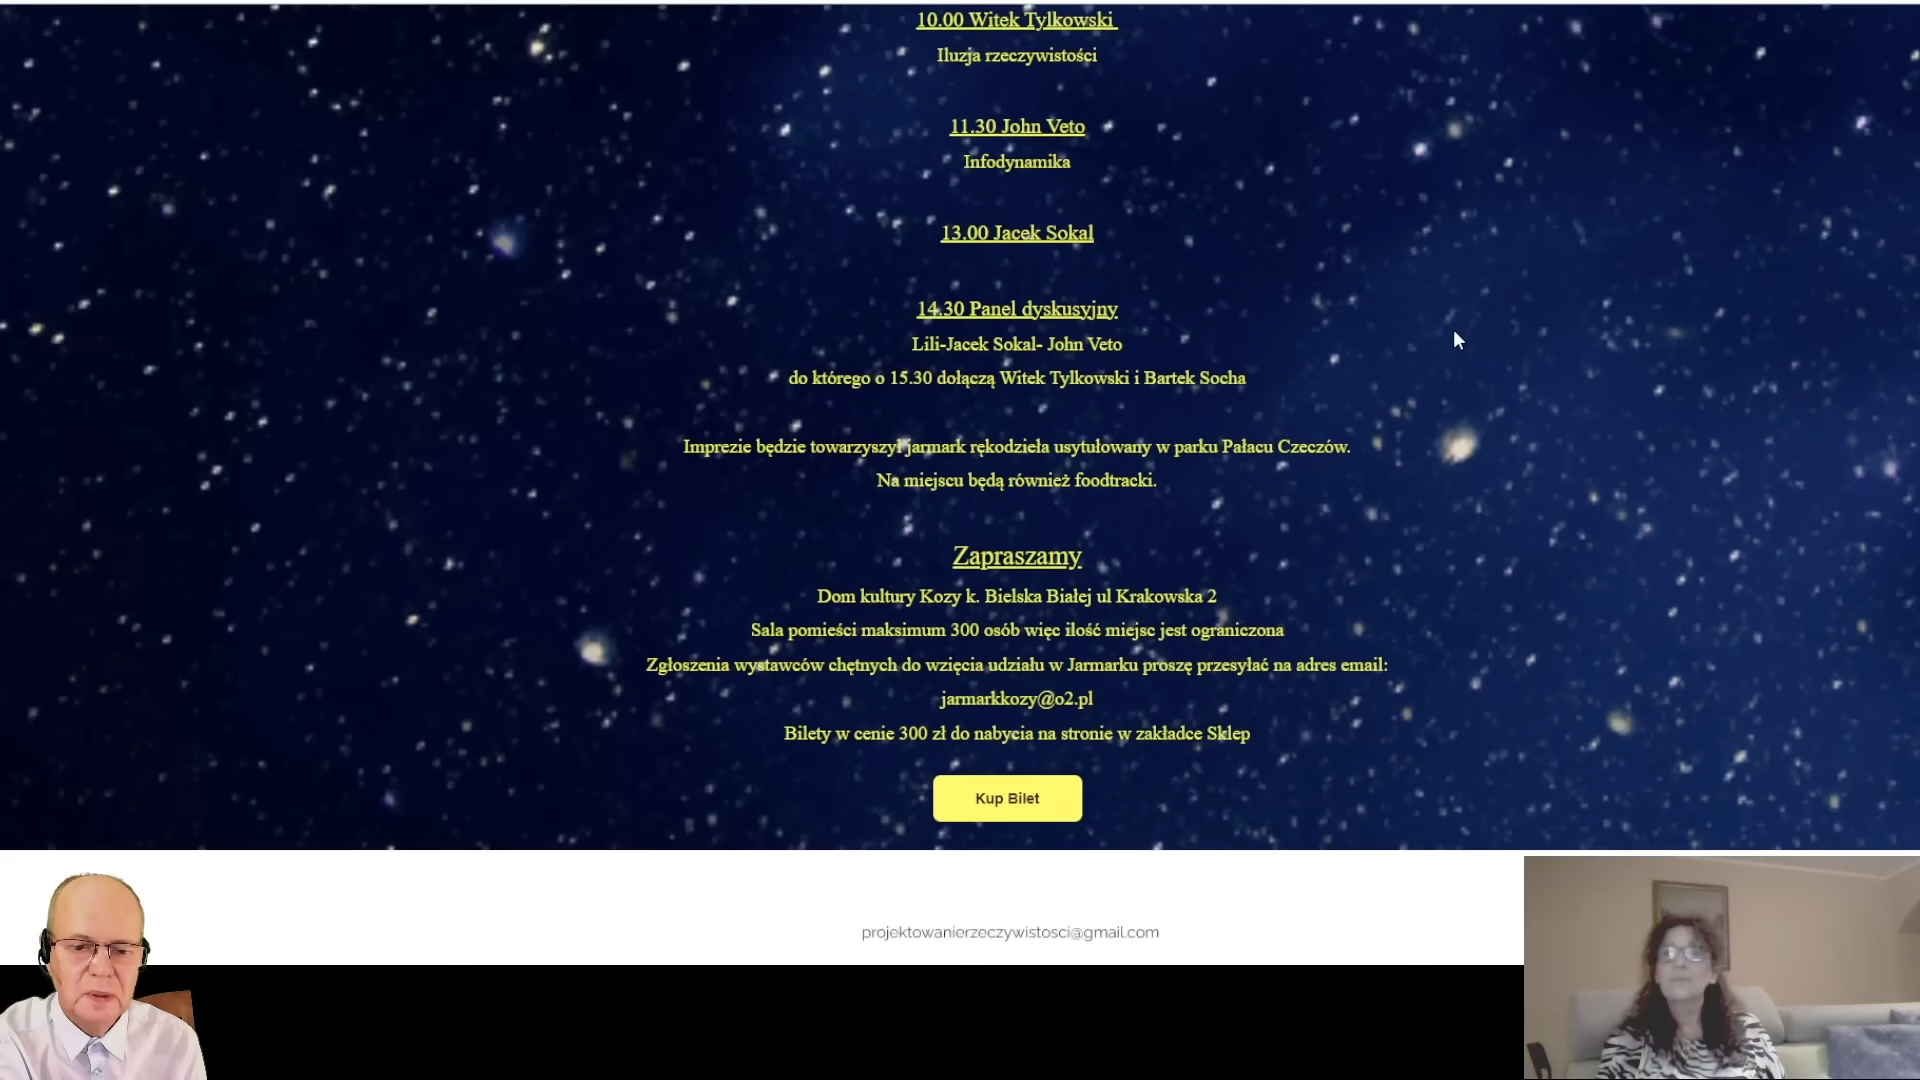 10.00 Witek Tylkowski
Iluzja rzeczywistości
11.30 John Veto
Infodynamika
13.00 Jacek Sokal
14.30 Panel dyskusyjny
Lili-Jacek Sokal- John Veto
do którego o 15.30 dołączą Witek Tylkowski i Bartek Socha
Imprezie będzie towarzyszył jarmark rękodzieła usytułowany w parku Pałacu Czeczów.
Na miejscu będą również foodtracki.
Zapraszamy
Dom kultury Kozy k. Bielska Białej ul Krakowska 2
Sala pomieści maksimum 300 osób więc ilość miejsc jest ograniczona
Zgłoszenia wystawców chętnych do wzięcia udziału w Jarmarku proszę przesyłać na adres email:
jarmarkkozy@o2.pl
Bilety w cenie 300 zł do nabycia na stronie w zakładce Sklep
Kup Bilet
projektowanierzeczywistosci@gmail.com